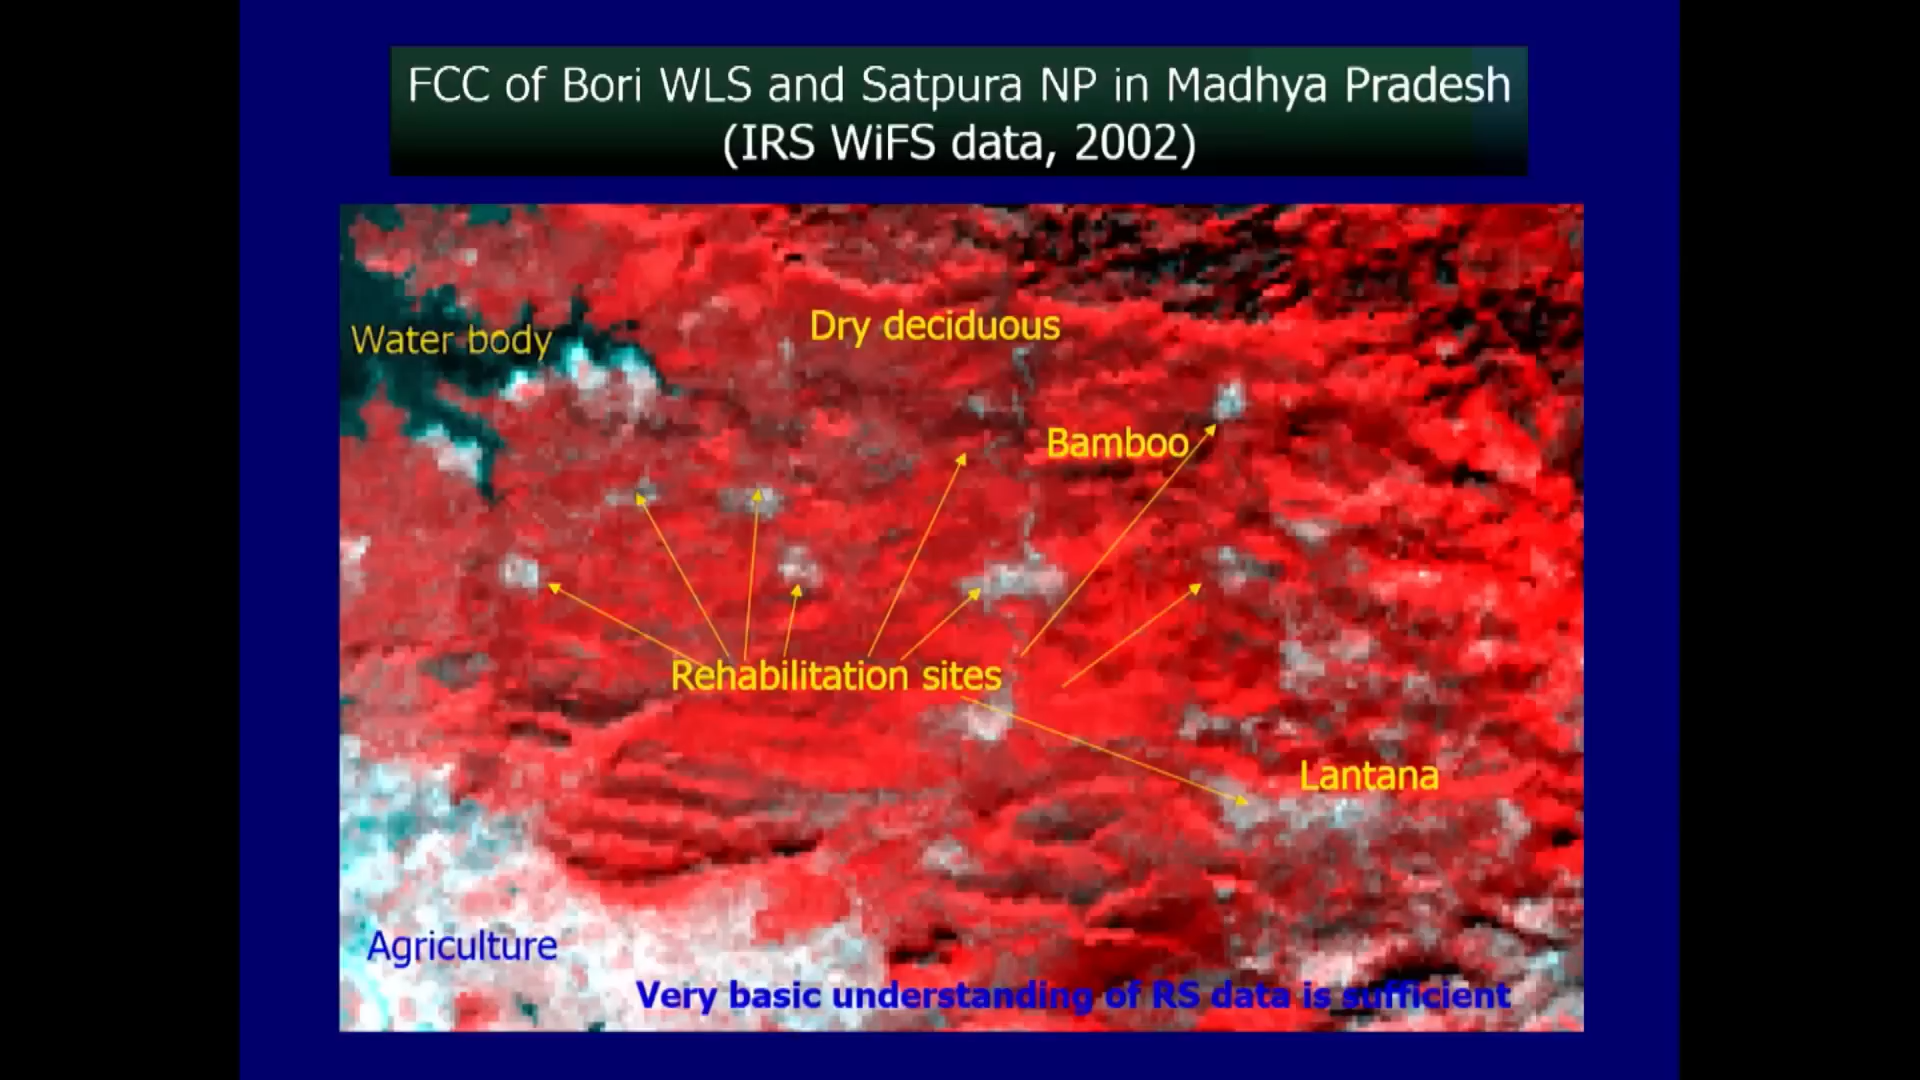 FCC of Bori WLS and Satpura NP in Madhya Pradesh
(IRS WiFS data, 2002)
Water body
Dry deciduous
Bamboo
Rehabilitation sites
Lantana
Agriculture
Very basic understanding of RS data is sufficient